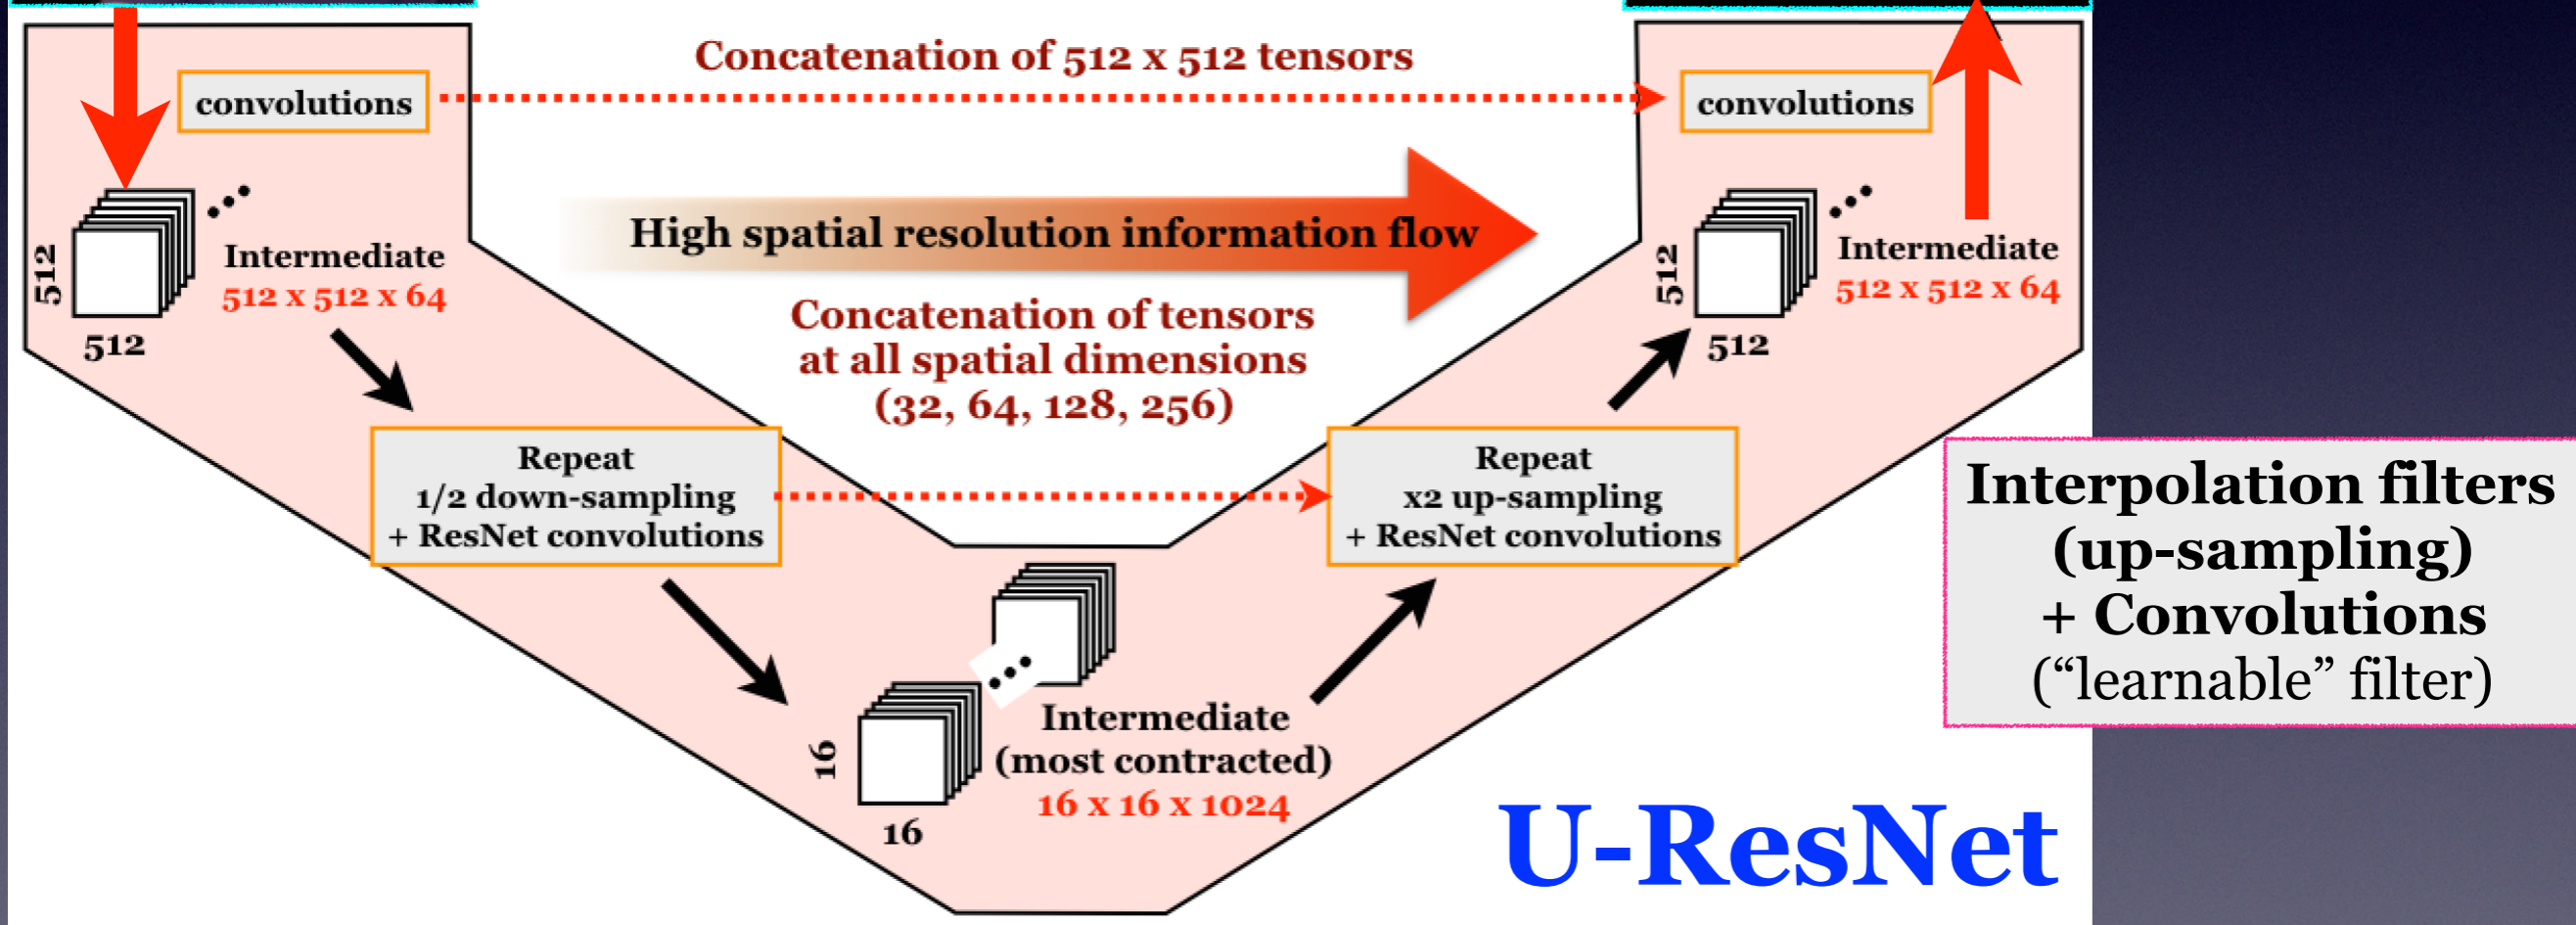 Concatenation of 512 x 512 tensors
convolutions
convolutions
High spatial resolution information flow
512
Intermediate
512 x 512 x 64
512
512
Intermediate
512 x 512 x 64
512
Concatenation of tensors
at all spatial dimensions
(32, 64, 128, 256)
Repeat
1/2 down-sampling
+ ResNet convolutions
Repeat
x2 up-sampling
+ ResNet convolutions
Interpolation filters
(up-sampling)
+ Convolutions
(“learnable” filter)
16
Intermediate
(most contracted)
16 x 16 x 1024
16
U-ResNet